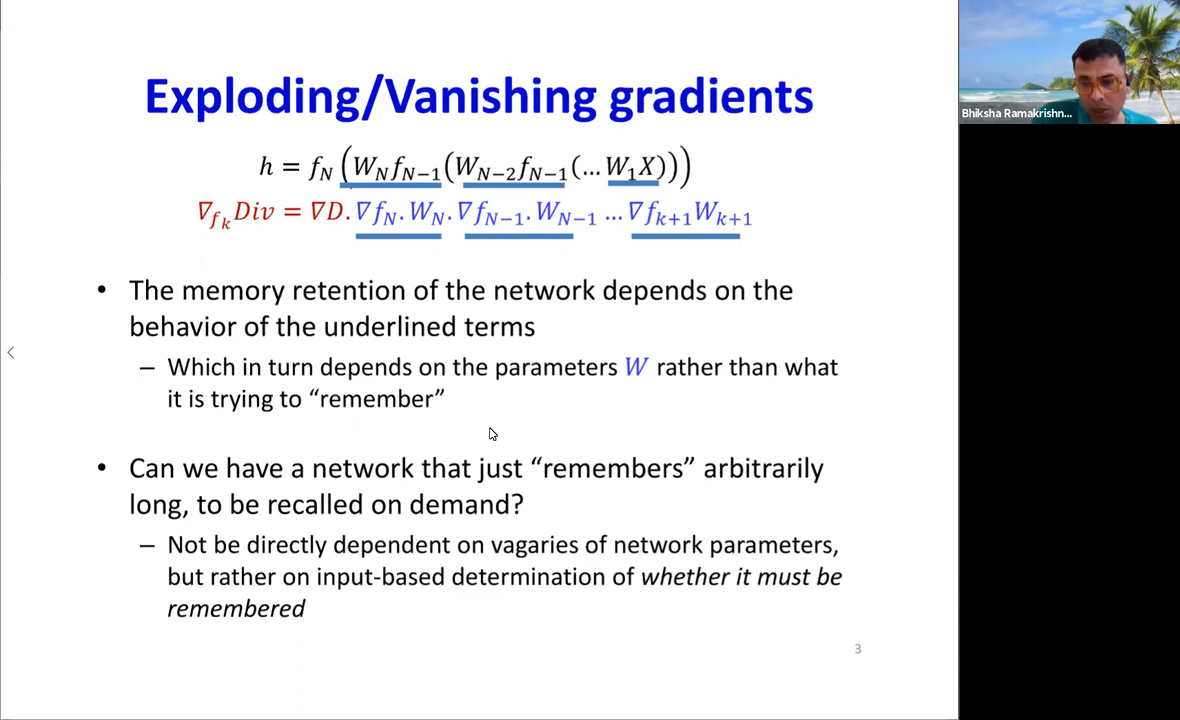 Exploding/Vanishing gradients
h = f_N (W_N f_{N-1} (W_{N-2} f_{N-1} (... W_1 X)))
∇_{f_k} Div = ∇D. ∇f_N. W_N. ∇f_{N-1}. W_{N-1} ... ∇f_{k+1} W_{k+1}
• The memory retention of the network depends on the
behavior of the underlined terms
– Which in turn depends on the parameters W rather than what
it is trying to “remember”
• Can we have a network that just “remembers” arbitrarily
long, to be recalled on demand?
– Not be directly dependent on vagaries of network parameters,
but rather on input-based determination of whether it must be
remembered
3
Bhiksha Ramakrishn...